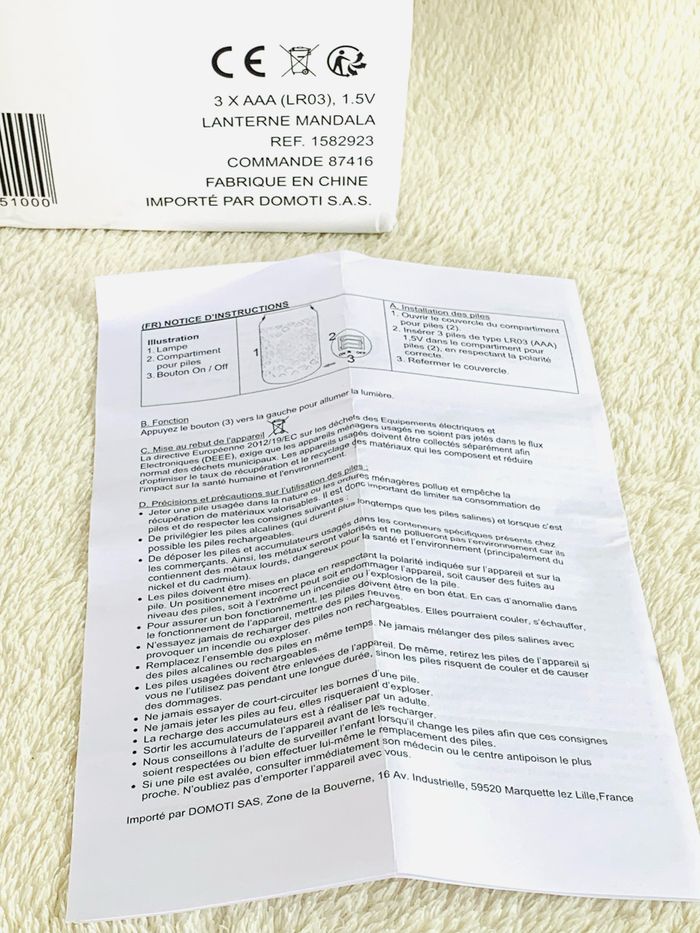 CE
3 X AAA (LR03), 1.5V
LANTERNE MANDALA
REF. 1582923
COMMANDE 87416
FABRIQUE EN CHINE
IMPORTÉ PAR DOMOTI S.A.S.
51000
(FR) NOTICE D'INSTRUCTIONS
Illustration
1. Lampe
2. Compartiment
pour piles
3. Bouton On / Off
1
2
3
ON
OFF
A. Installation des piles
1. Ouvrir le couvercle du compartiment
pour piles (2).
2. Insérer 3 piles de type LR03 (AAA)
1,5V dans le compartiment pour
piles (2), en respectant la polarité
correcte.
3. Refermer le couvercle.
B. Fonction
Appuyez le bouton (3) vers la gauche pour allumer la lumière.
C. Mise au rebut de l'appareil
La directive Européenne 2012/19/EC sur les déchets des Equipements électriques et
Electroniques (DEEE), exige que les appareils ménagers usagés ne soient pas jetés dans le flux
normal des déchets municipaux. Les appareils usagés doivent être collectés séparément afin
d'optimiser le taux de récupération et le recyclage des matériaux qui les composent et réduire
l'impact sur la santé humaine et l'environnement.
D. Précisions et précautions sur l'utilisation des piles :
• Jeter une pile usagée dans la nature ou les ordures ménagères pollue et empêche la
récupération de matériaux valorisables. Il est donc important de limiter sa consommation de
piles et de respecter les consignes suivantes :
• De privilégier les piles alcalines (qui durent plus longtemps que les piles salines) et lorsque c'est
possible les piles rechargeables.
• De déposer les piles et accumulateurs usagés dans les conteneurs spécifiques présents chez
les commerçants. Ainsi, les métaux seront valorisés et ne pollueront pas l'environnement car ils
contiennent des métaux lourds, dangereux pour la santé et l'environnement (principalement du
nickel et du cadmium).
• Les piles doivent être mises en place en respectant la polarité indiquée sur l'appareil et sur la
pile. Un positionnement incorrect peut soit endommager l'appareil, soit causer des fuites au
niveau des piles, soit à l'extrême un incendie ou l'explosion de la pile.
• Pour assurer un bon fonctionnement, les piles doivent être en bon état. En cas d'anomalie dans
le fonctionnement de l'appareil, mettre des piles neuves.
• N'essayez jamais de recharger des piles non rechargeables. Elles pourraient couler, s'échauffer,
provoquer un incendie ou exploser.
• Remplacez l'ensemble des piles en même temps. Ne jamais mélanger des piles salines avec
des piles alcalines ou rechargeables.
• Les piles usagées doivent être enlevées de l'appareil. De même, retirez les piles de l'appareil si
vous ne l'utilisez pas pendant une longue durée, sinon les piles risquent de couler et de causer
des dommages.
• Ne jamais essayer de court-circuiter les bornes d'une pile.
• Ne jamais jeter les piles au feu, elles risqueraient d'exploser.
• La recharge des accumulateurs est à réaliser par un adulte.
• Sortir les accumulateurs de l'appareil avant de les recharger.
• Nous conseillons à l'adulte de surveiller l'enfant lorsqu'il change les piles afin que ces consignes
soient respectées ou bien effectuer lui-même le remplacement des piles.
• Si une pile est avalée, consulter immédiatement son médecin ou le centre antipoison le plus
proche. N'oubliez pas d'emporter l'appareil avec vous.
Importé par DOMOTI SAS, Zone de la Bouverne, 16 Av. Industrielle, 59520 Marquette lez Lille,France